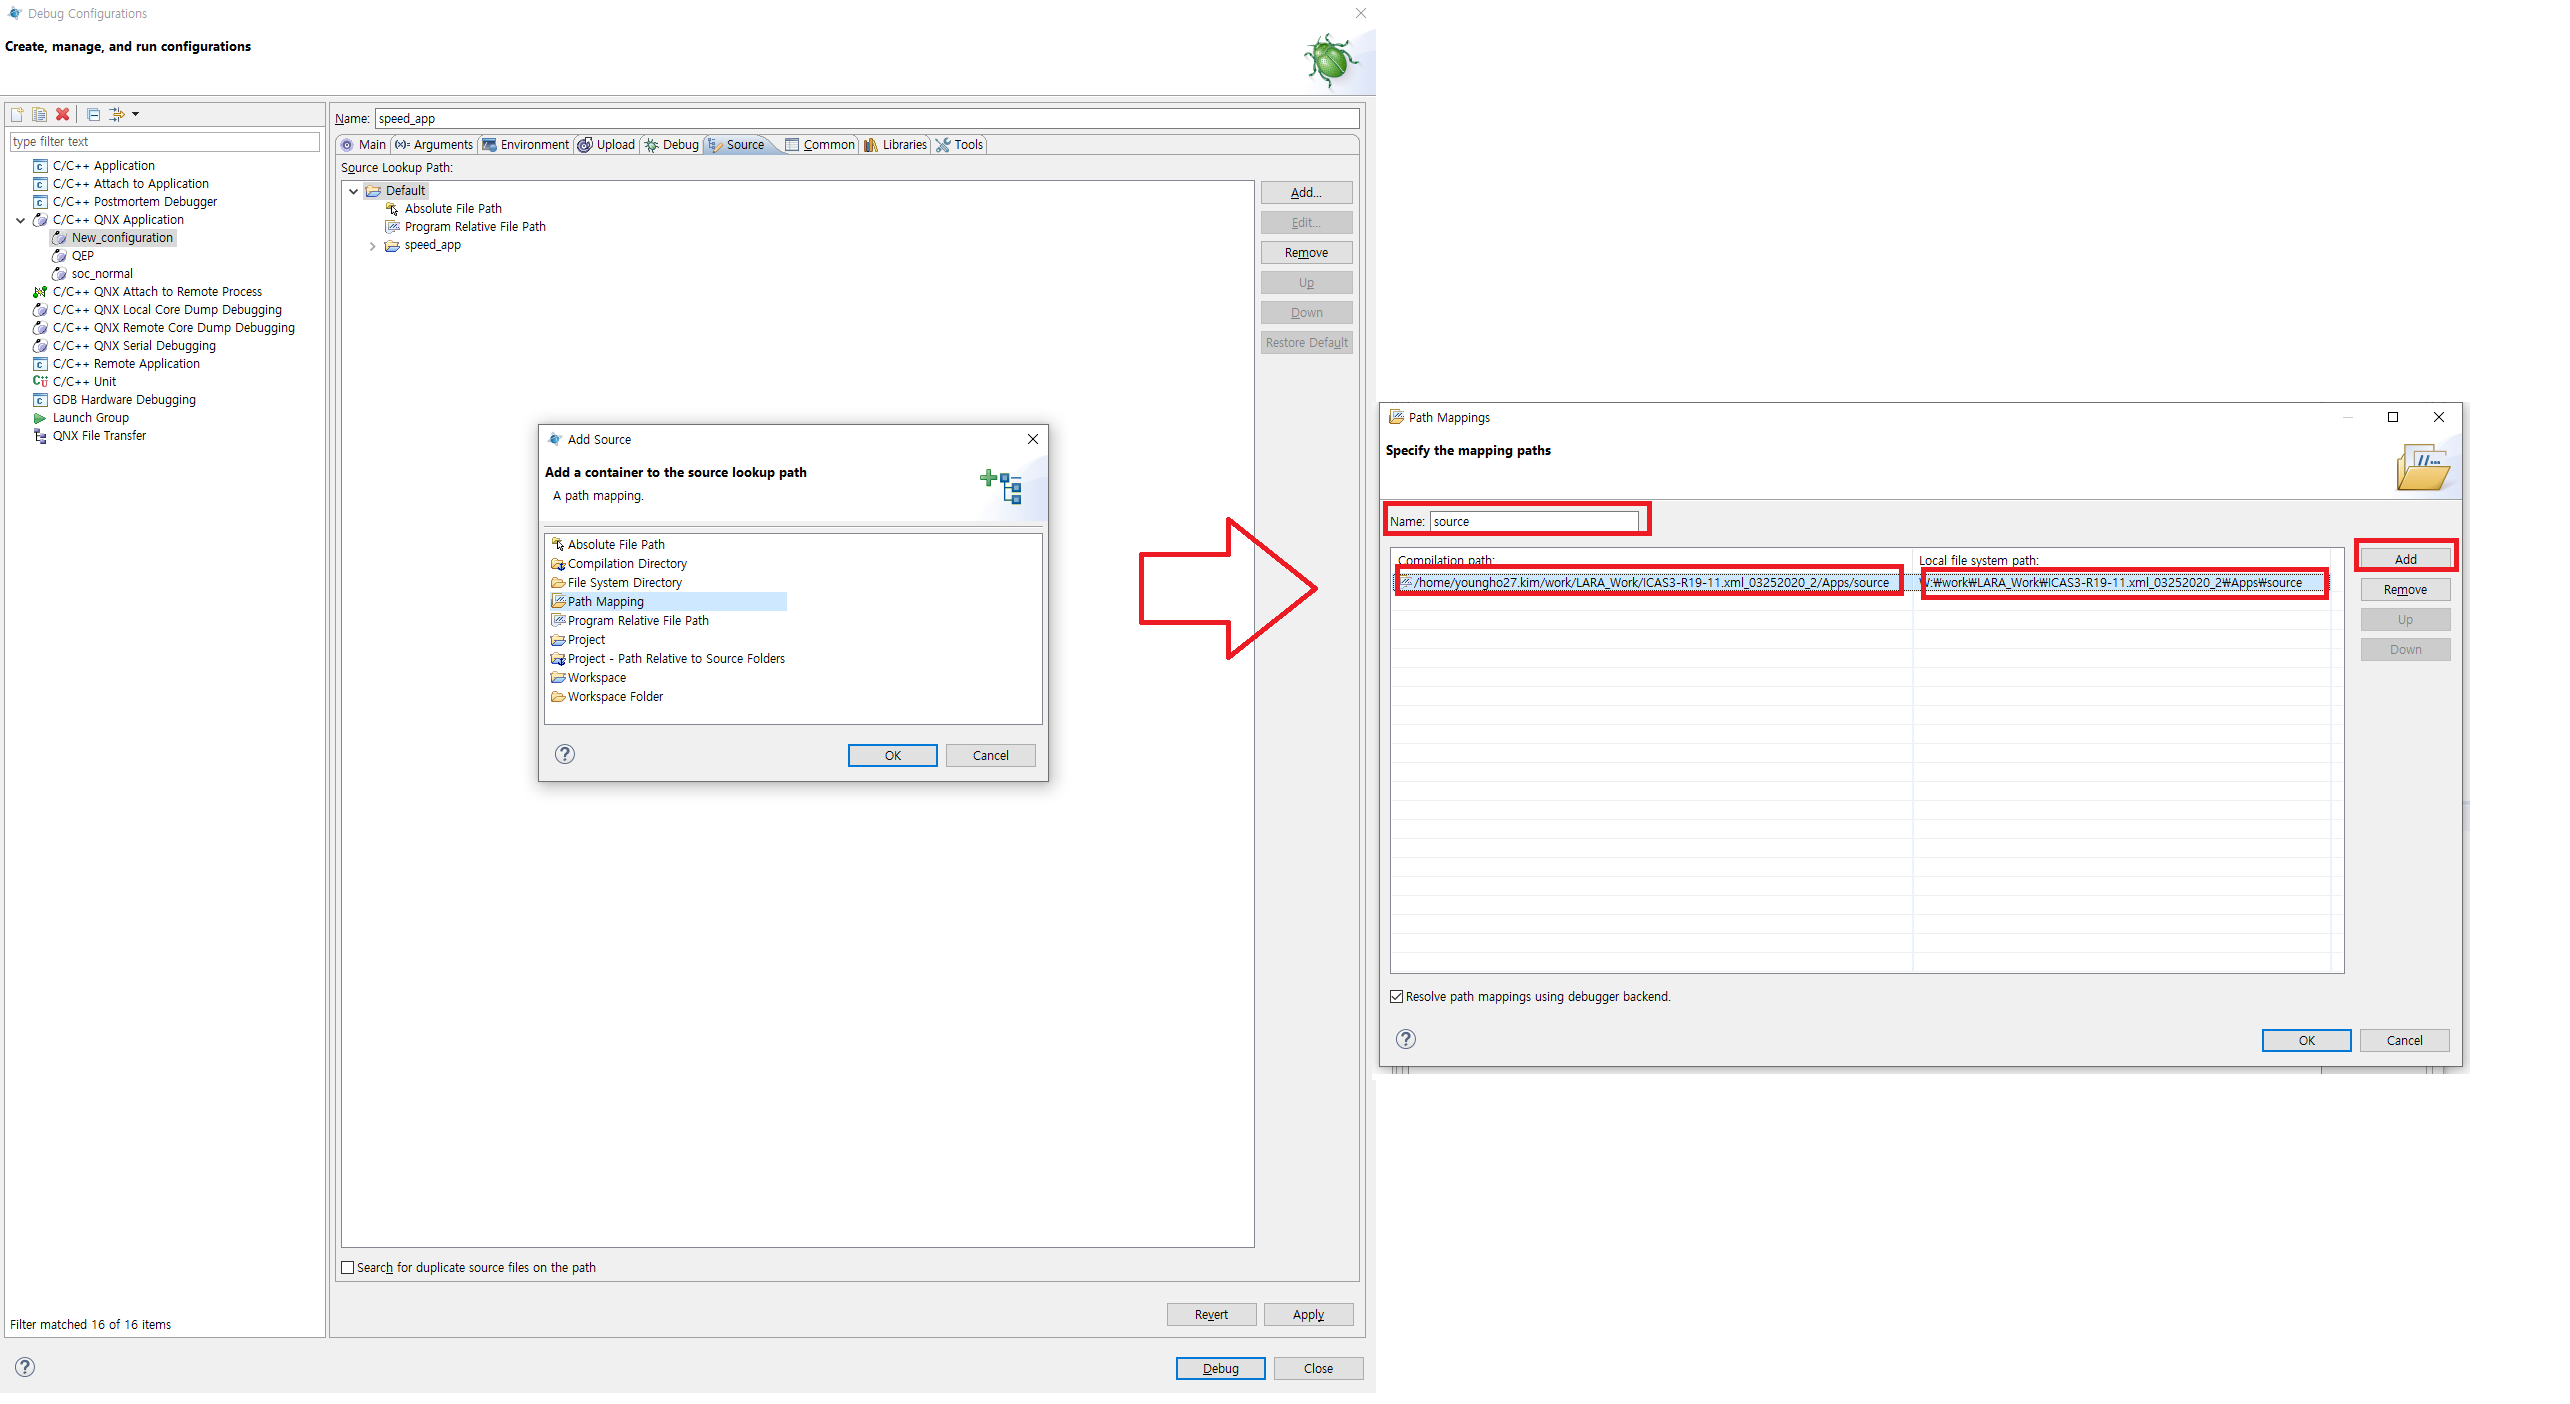 Debug Configurations
Create, manage, and run configurations
type filter text
C/C++ Application
C/C++ Attach to Application
C/C++ Postmortem Debugger
C/C++ QNX Application
New_configuration
QEP
soc_normal
C/C++ QNX Attach to Remote Process
C/C++ QNX Local Core Dump Debugging
C/C++ QNX Remote Core Dump Debugging
C/C++ QNX Serial Debugging
C/C++ Remote Application
C/C++ Unit
GDB Hardware Debugging
Launch Group
QNX File Transfer
Filter matched 16 of 16 items
Name: speed_app
Main (x)= Arguments Environment Upload Debug Source Common Libraries Tools
Source Lookup Path:
Default
Absolute File Path
Program Relative File Path
speed_app
Add...
Edit...
Remove
Up
Down
Restore Default
Add Source
Add a container to the source lookup path
A path mapping.
Absolute File Path
Compilation Directory
File System Directory
Path Mapping
Program Relative File Path
Project
Project - Path Relative to Source Folders
Workspace
Workspace Folder
OK Cancel
Search for duplicate source files on the path
Revert Apply
Debug Close
Path Mappings
Specify the mapping paths
Name: source
Compilation path: Local file system path:
/home/youngho27.kim/work/LARA_Work/ICAS3-R19-11.xml_03252020_2/Apps/source W:₩work₩LARA_Work₩ICAS3-R19-11.xml_03252020_2₩Apps₩source
Add
Remove
Up
Down
Resolve path mappings using debugger backend.
OK Cancel